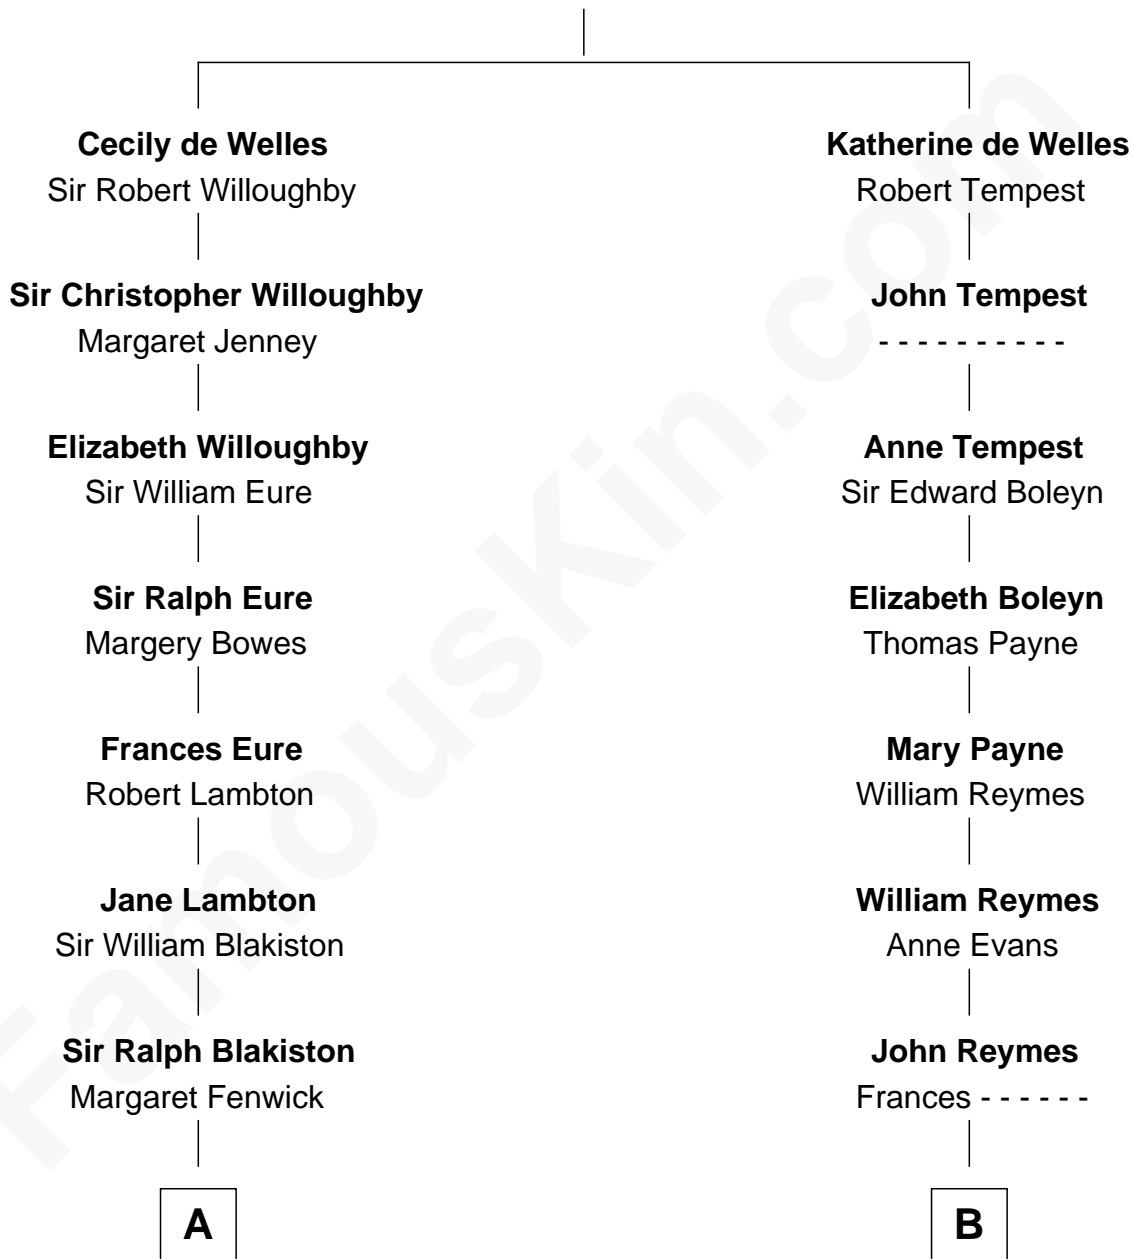 Cecily de Welles
Sir Robert Willoughby
Sir Christopher Willoughby
Margaret Jenney
Elizabeth Willoughby
Sir William Eure
Sir Ralph Eure
Margery Bowes
Frances Eure
Robert Lambton
Jane Lambton
Sir William Blakiston
Sir Ralph Blakiston
Margaret Fenwick
A
Katherine de Welles
Robert Tempest
John Tempest
- - - - - - - - - -
Anne Tempest
Sir Edward Boleyn
Elizabeth Boleyn
Thomas Payne
Mary Payne
William Reymes
William Reymes
Anne Evans
John Reymes
Frances - - - - - -
B
FamousKin.com